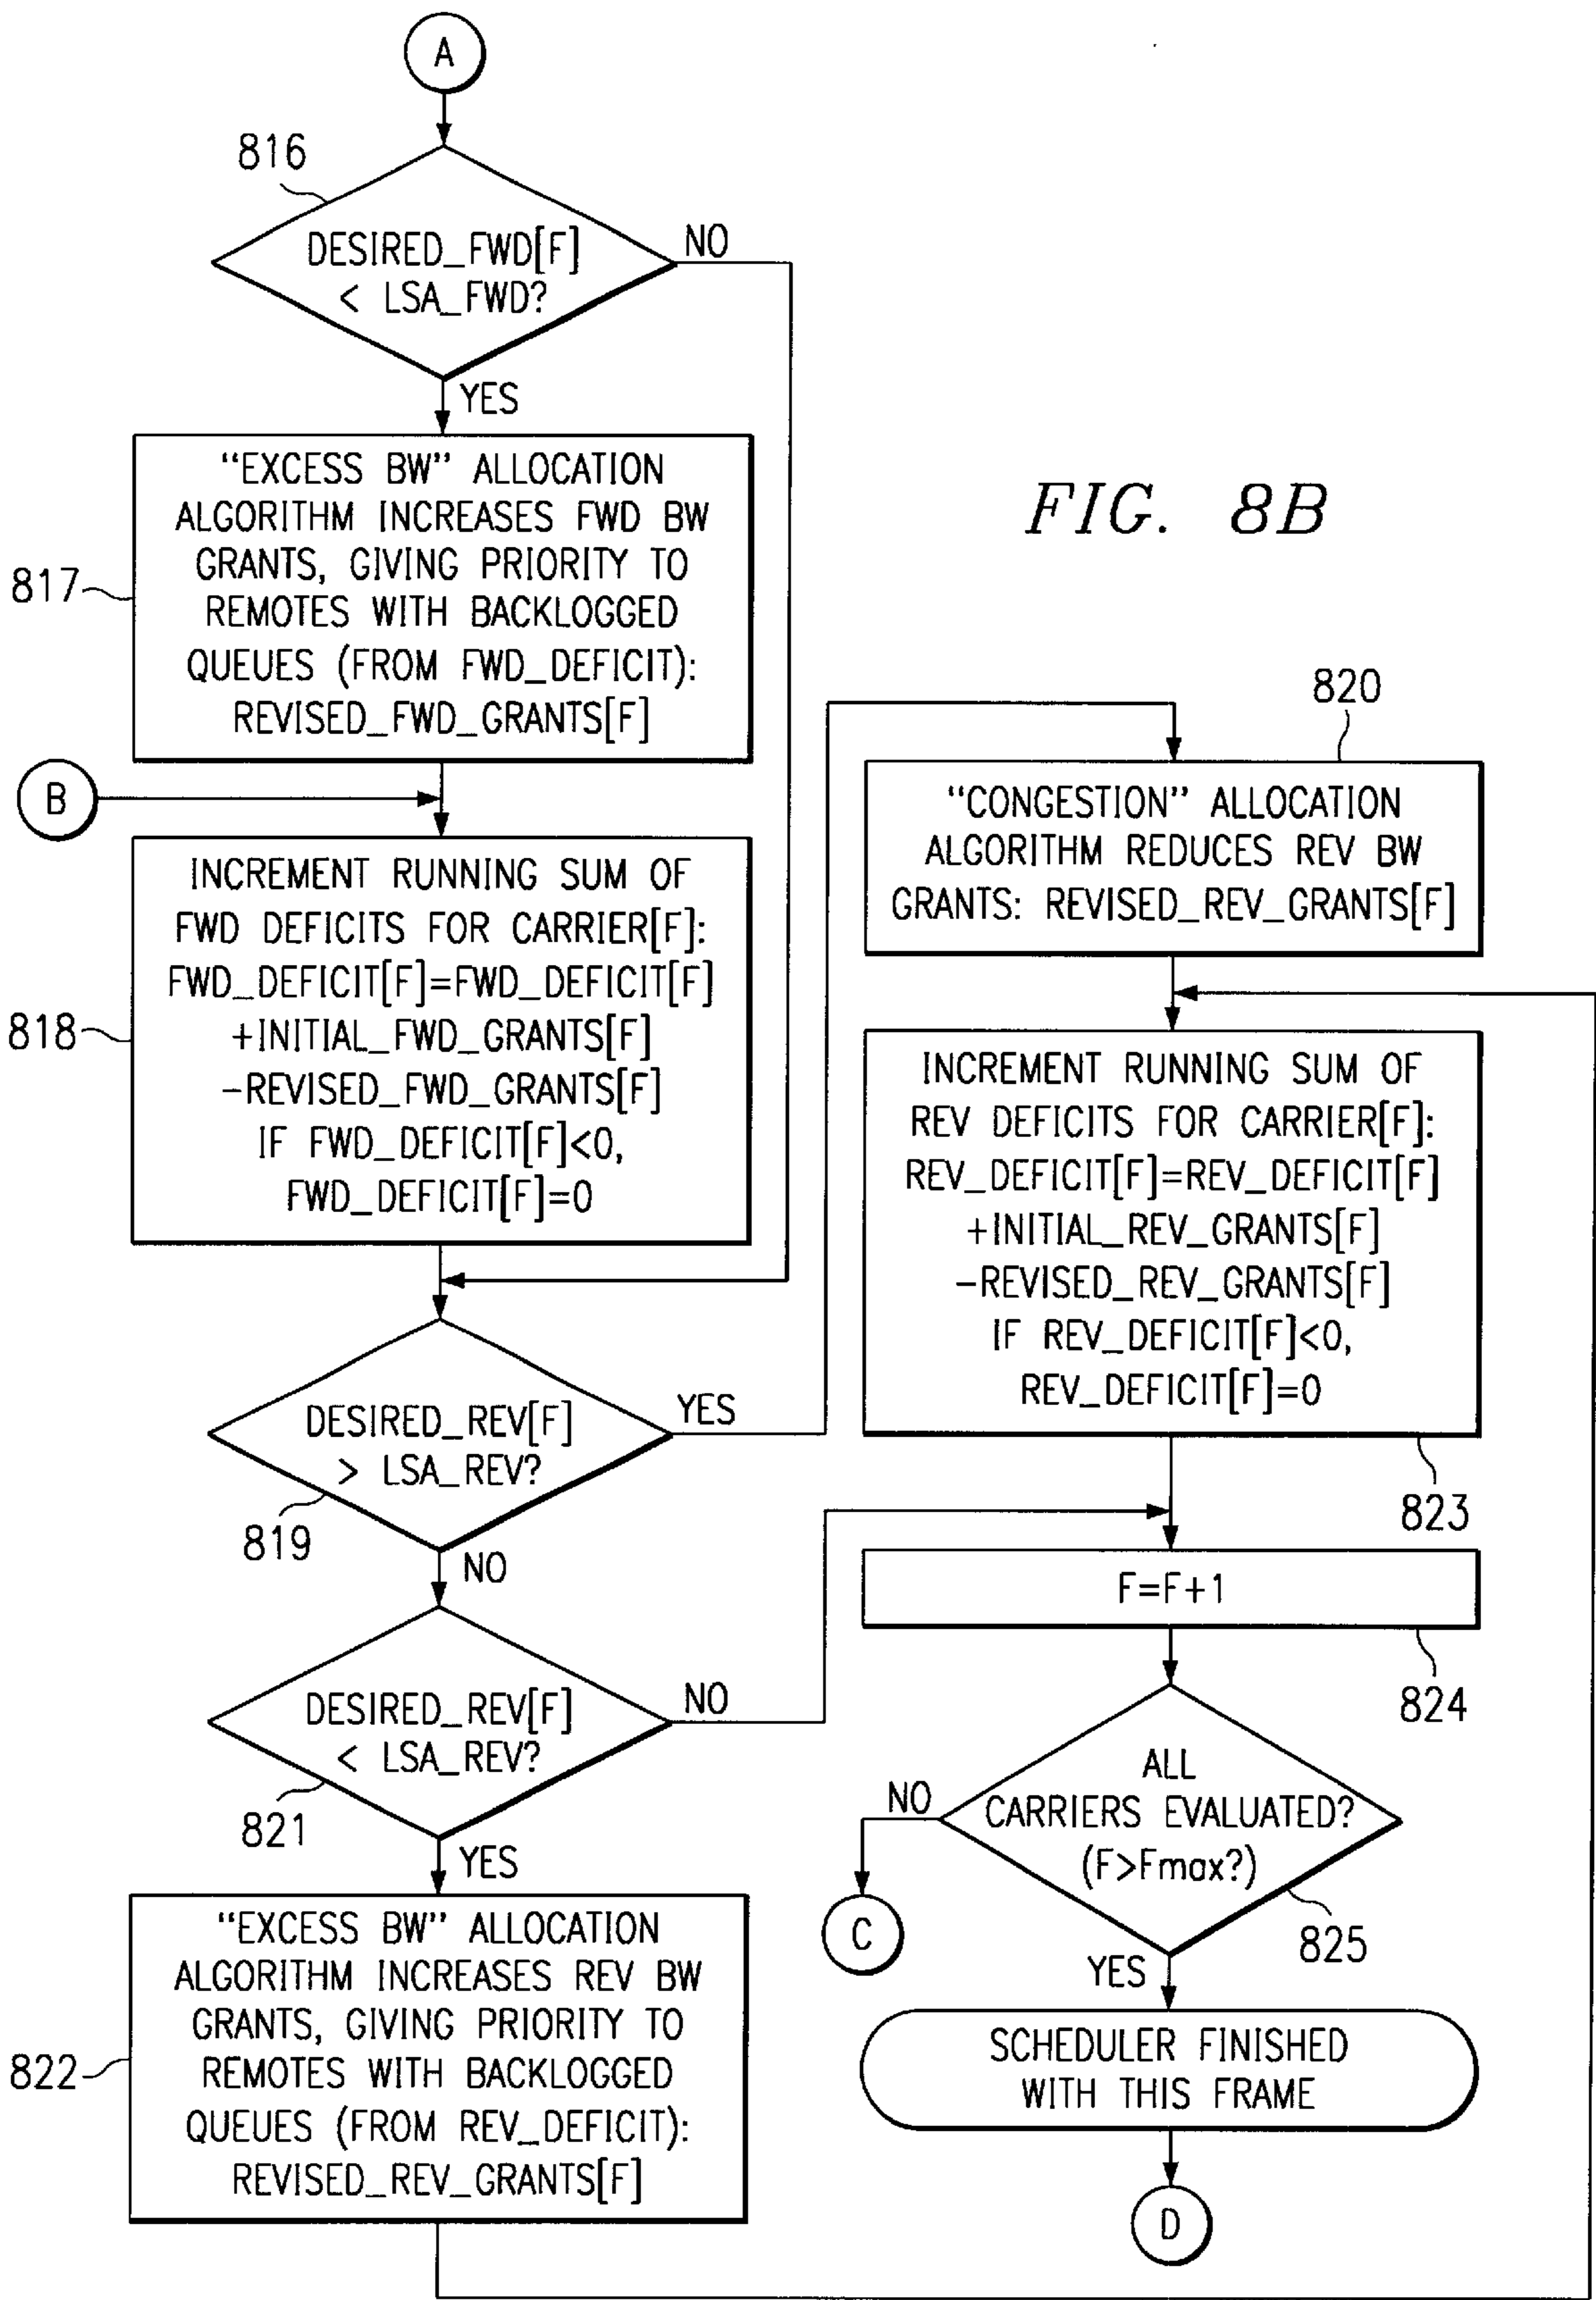 A
816
DESIRED_FWD[F]
< LSA_FWD?
NO
YES
817
"EXCESS BW" ALLOCATION
ALGORITHM INCREASES FWD BW
GRANTS, GIVING PRIORITY TO
REMOTES WITH BACKLOGGED
QUEUES (FROM FWD_DEFICIT):
REVISED_FWD_GRANTS[F]
FIG. 8B
B
818
INCREMENT RUNNING SUM OF
FWD DEFICITS FOR CARRIER[F]:
FWD_DEFICIT[F]=FWD_DEFICIT[F]
+INITIAL_FWD_GRANTS[F]
-REVISED_FWD_GRANTS[F]
IF FWD_DEFICIT[F]<0,
FWD_DEFICIT[F]=0
DESIRED_REV[F]
> LSA_REV?
819
YES
NO
820
"CONGESTION" ALLOCATION
ALGORITHM REDUCES REV BW
GRANTS: REVISED_REV_GRANTS[F]
DESIRED_REV[F]
< LSA_REV?
821
NO
YES
822
"EXCESS BW" ALLOCATION
ALGORITHM INCREASES REV BW
GRANTS, GIVING PRIORITY TO
REMOTES WITH BACKLOGGED
QUEUES (FROM REV_DEFICIT):
REVISED_REV_GRANTS[F]
INCREMENT RUNNING SUM OF
REV DEFICITS FOR CARRIER[F]:
REV_DEFICIT[F]=REV_DEFICIT[F]
+INITIAL_REV_GRANTS[F]
-REVISED_REV_GRANTS[F]
IF REV_DEFICIT[F]<0,
REV_DEFICIT[F]=0
823
F=F+1
824
ALL
CARRIERS EVALUATED?
(F>Fmax?)
825
NO
C
YES
SCHEDULER FINISHED
WITH THIS FRAME
D